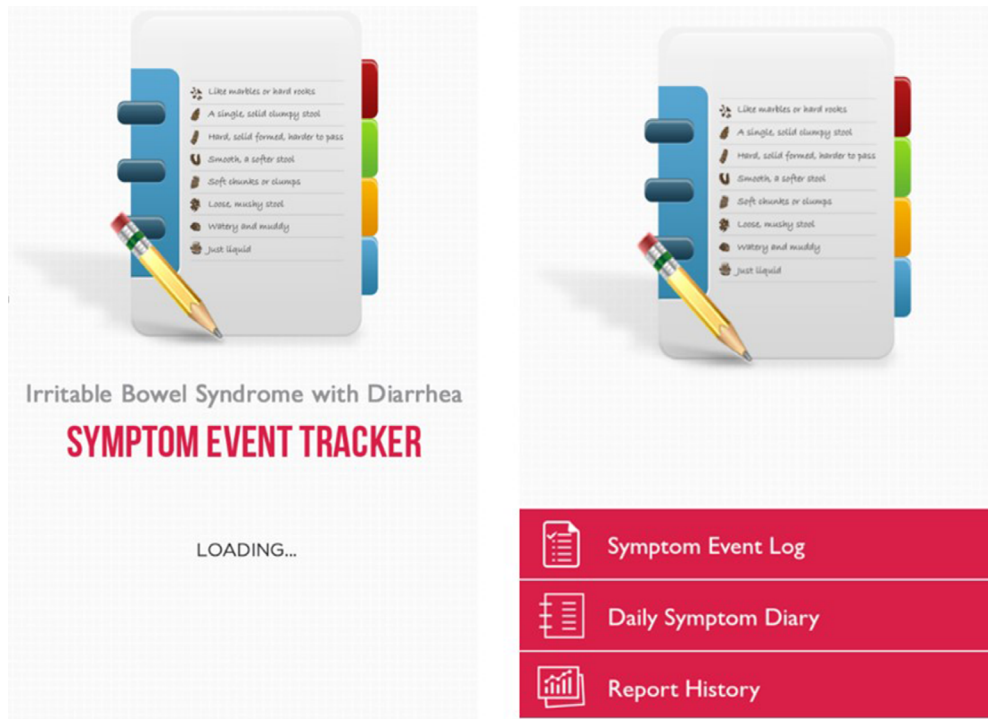 Like marbles or hard rocks
A single, solid clumpy stool
Hard, solid formed, harder to pass
Smooth, a softer stool
Soft chunks or clumps
Loose, mushy stool
Watery and muddy
Just liquid
Irritable Bowel Syndrome with Diarrhea
SYMPTOM EVENT TRACKER
LOADING...
Like marbles or hard rocks
A single, solid clumpy stool
Hard, solid formed, harder to pass
Smooth, a softer stool
Soft chunks or clumps
Loose, mushy stool
Watery and muddy
Just liquid
Symptom Event Log
Daily Symptom Diary
Report History